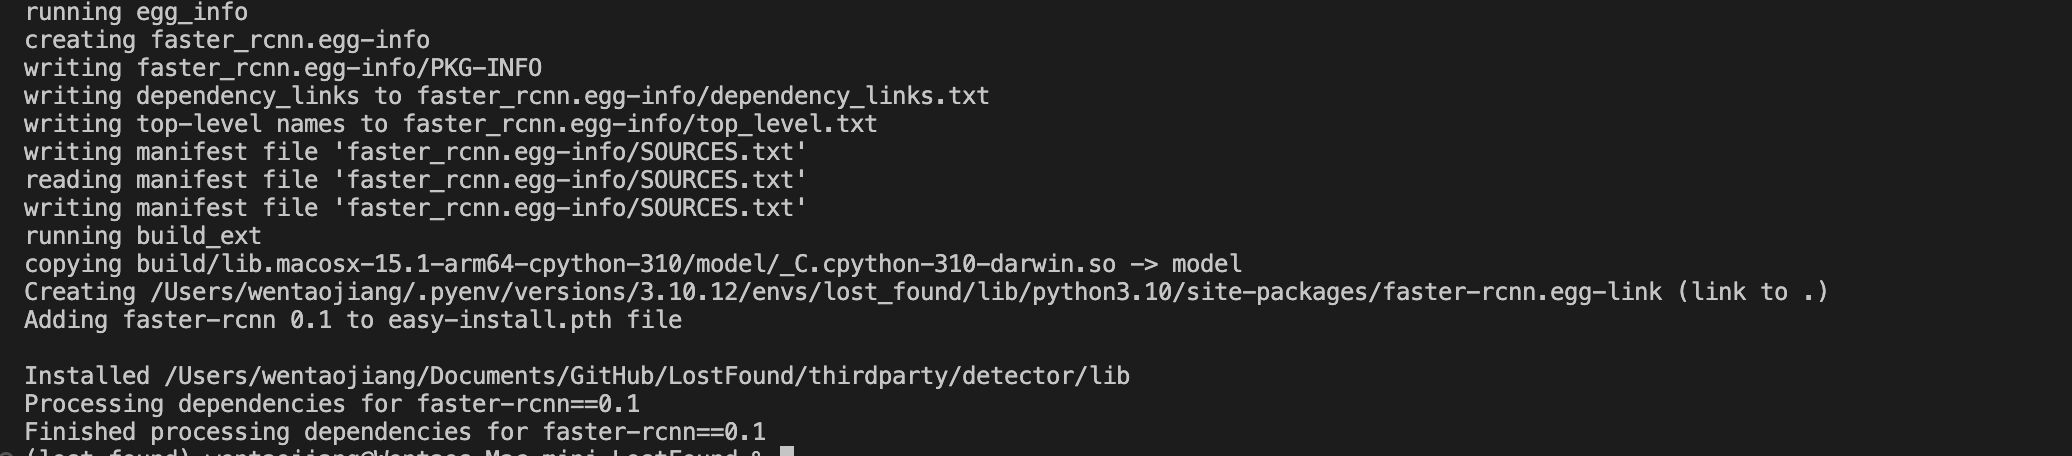 running egg_info
creating faster_rcnn.egg-info
writing faster_rcnn.egg-info/PKG-INFO
writing dependency_links to faster_rcnn.egg-info/dependency_links.txt
writing top-level names to faster_rcnn.egg-info/top_level.txt
writing manifest file 'faster_rcnn.egg-info/SOURCES.txt'
reading manifest file 'faster_rcnn.egg-info/SOURCES.txt'
writing manifest file 'faster_rcnn.egg-info/SOURCES.txt'
running build_ext
copying build/lib.macosx-15.1-arm64-cpython-310/model/_C.cpython-310-darwin.so -> model
Creating /Users/wentaojiang/.pyenv/versions/3.10.12/envs/lost_found/lib/python3.10/site-packages/faster-rcnn.egg-link (link to .)
Adding faster-rcnn 0.1 to easy-install.pth file
Installed /Users/wentaojiang/Documents/GitHub/LostFound/thirdparty/detector/lib
Processing dependencies for faster-rcnn==0.1
Finished processing dependencies for faster-rcnn==0.1
(lost_found) wentaojiang@Wentaos-Mac-mini LostFound %